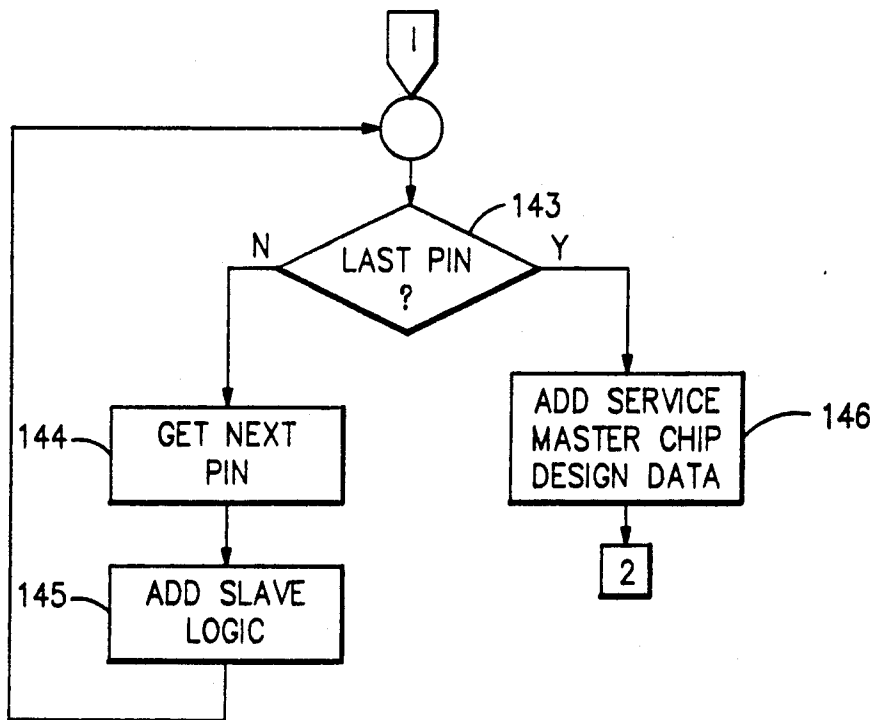 1
143
N
LAST PIN
?
Y
144
GET NEXT
PIN
ADD SERVICE
MASTER CHIP
DESIGN DATA
146
145
ADD SLAVE
LOGIC
2